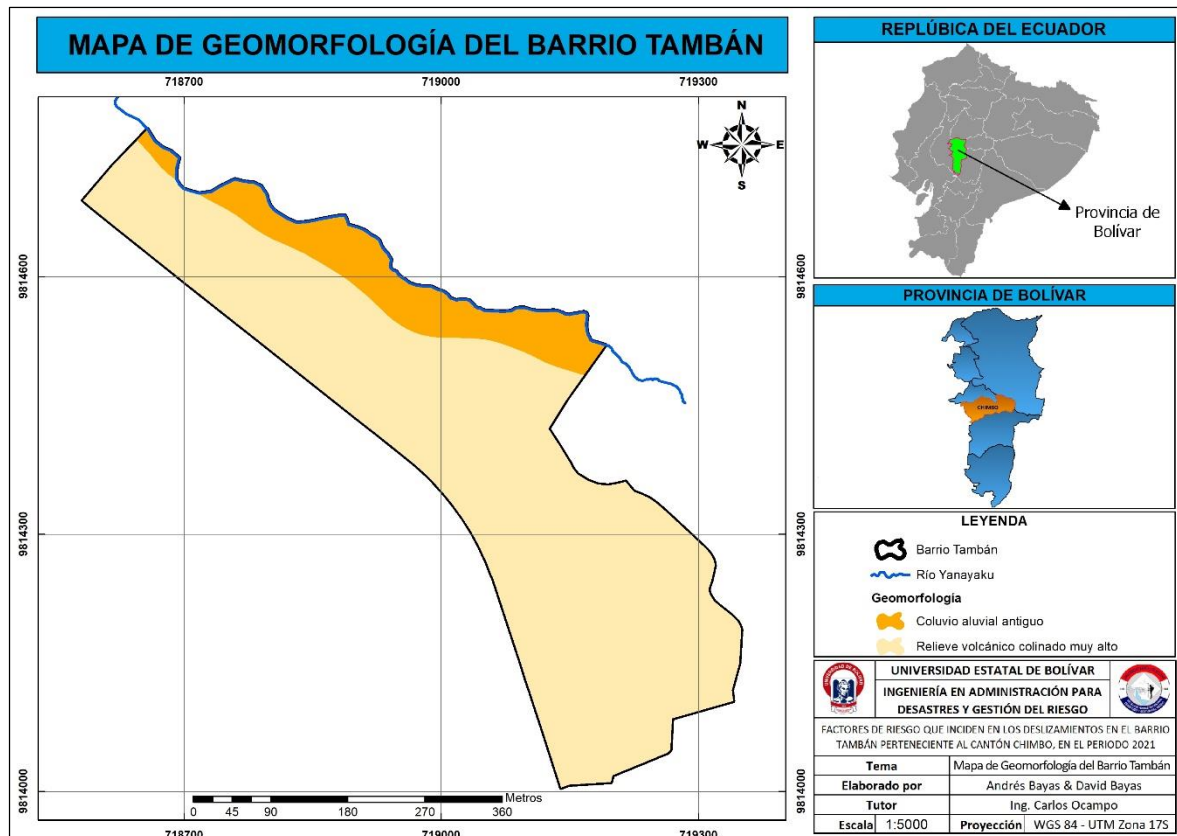 MAPA DE GEOMORFOLOGÍA DEL BARRIO TAMBÁN
718700 719000 719300
N
W E
S
9814600 9814600
9814300 9814300
9814000 9814000
Metros
0 45 90 180 270 360
718700 719000 719300
REPLÚBICA DEL ECUADOR
Provincia de
Bolívar
PROVINCIA DE BOLÍVAR
CHIMBO
LEYENDA
Barrio Tambán
Río Yanayaku
Geomorfología
Coluvio aluvial antiguo
Relieve volcánico colinado muy alto
UNIVERSIDAD ESTATAL DE BOLÍVAR
INGENIERÍA EN ADMINISTRACIÓN PARA
DESASTRES Y GESTIÓN DEL RIESGO
FACTORES DE RIESGO QUE INCIDEN EN LOS DESLIZAMIENTOS EN EL BARRIO
TAMBÁN PERTENECIENTE AL CANTÓN CHIMBO, EN EL PERIODO 2021
Tema Mapa de Geomorfología del Barrio Tambán
Elaborado por Andrés Bayas & David Bayas
Tutor Ing. Carlos Ocampo
Escala 1:5000 Proyección WGS 84 - UTM Zona 17S